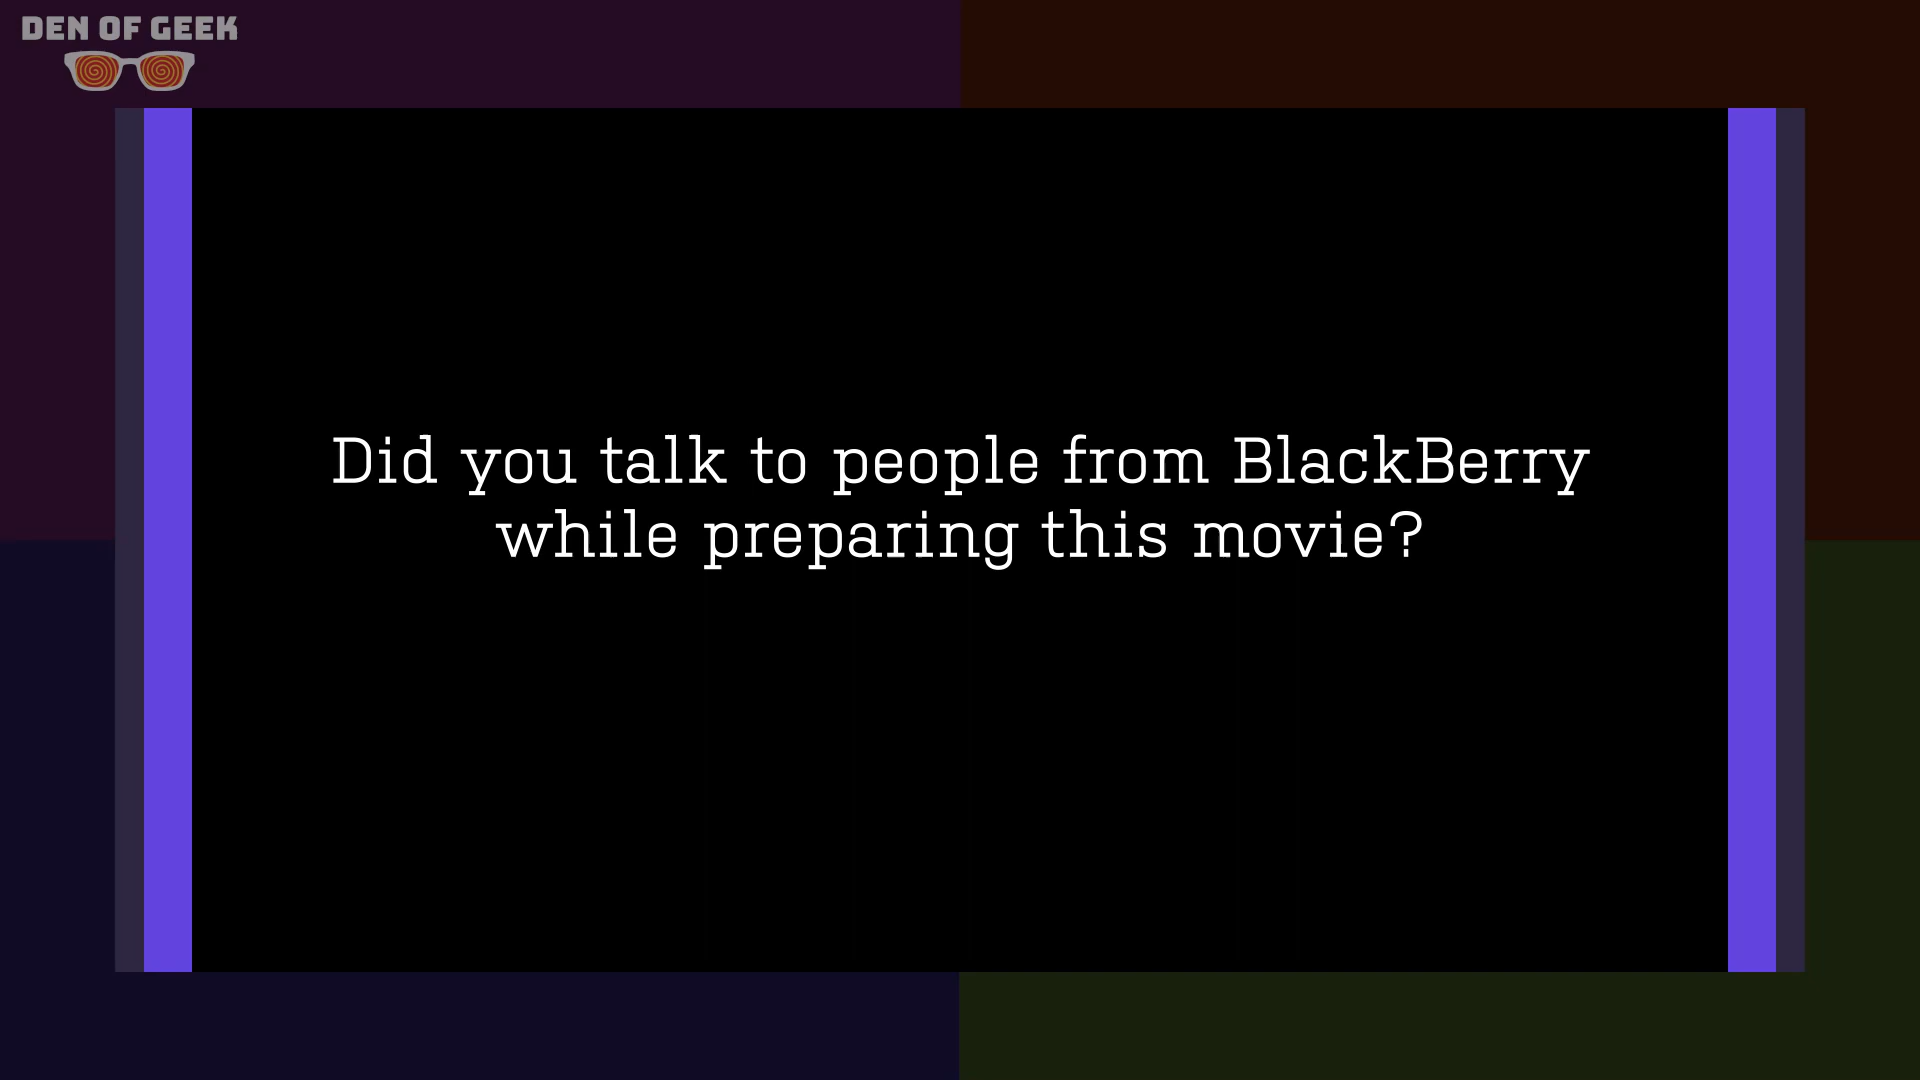 DEN OF GEEK
Did you talk to people from BlackBerry
while preparing this movie?